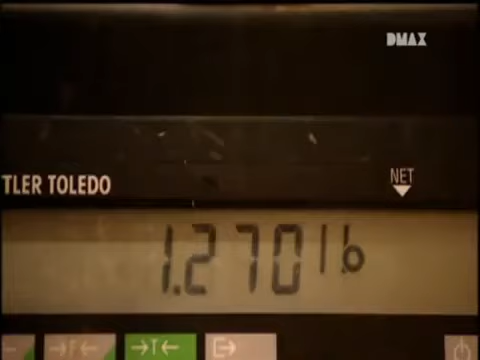 DMAX
TLER TOLEDO
NET
1.270 lb
→T←